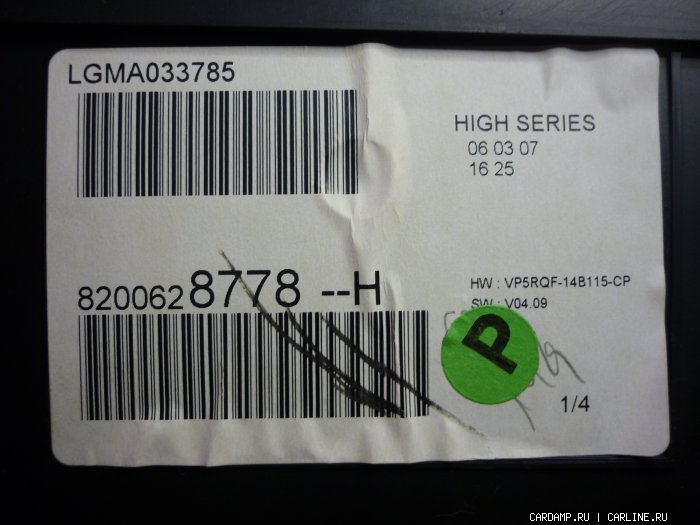 LGMA033785
HIGH SERIES
06 03 07
16 25
8200628778 --H
HW : VP5RQF-14B115-CP
SW : V04.09
P
1/4
CARDAMP.RU | CARLINE.RU